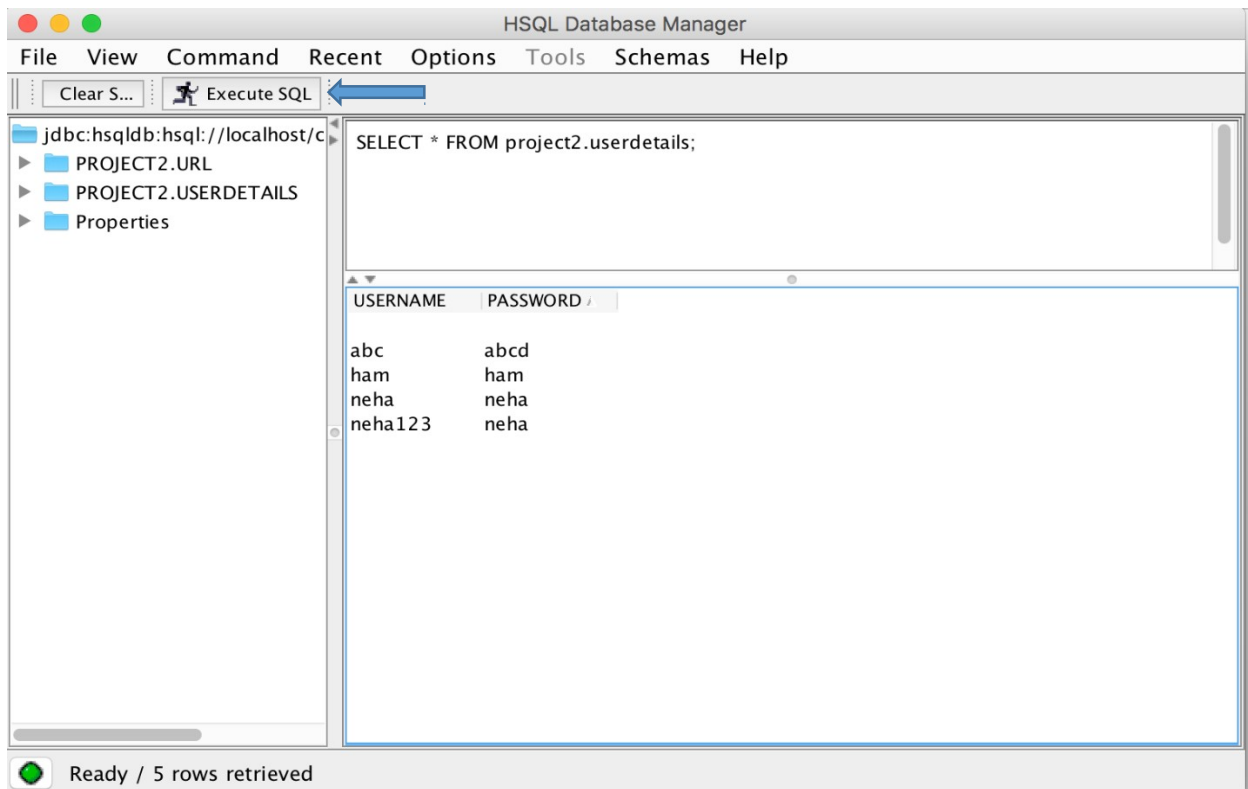 HSQL Database Manager
File View Command Recent Options Tools Schemas Help
Clear S... Execute SQL
jdbc:hsqldb:hsql://localhost/c
PROJECT2.URL
PROJECT2.USERDETAILS
Properties
SELECT * FROM project2.userdetails;
USERNAME PASSWORD
abc abcd
ham ham
neha neha
neha123 neha
Ready / 5 rows retrieved